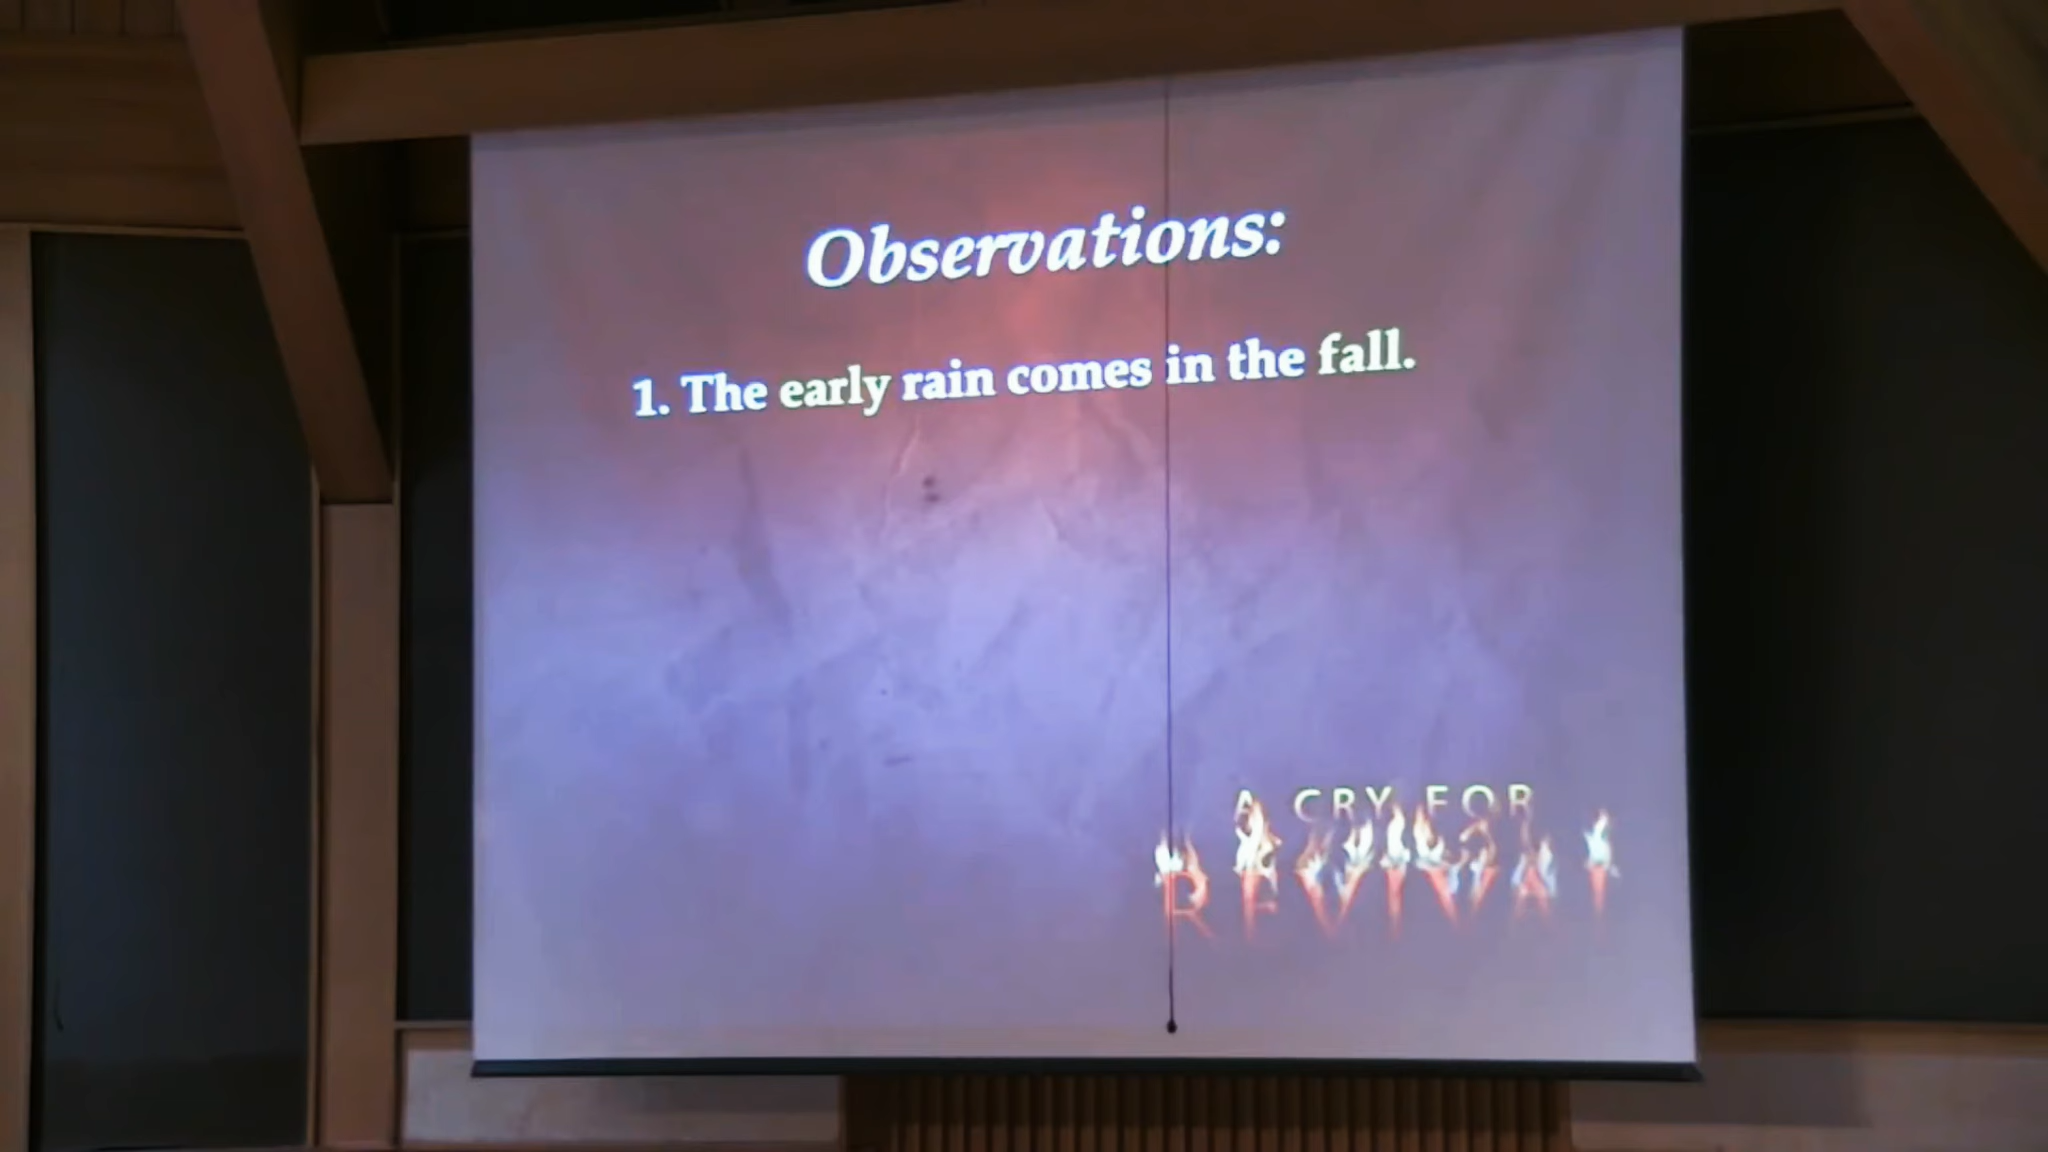 Observations:
1. The early rain comes in the fall.
A CRY FOR
REVIVAL